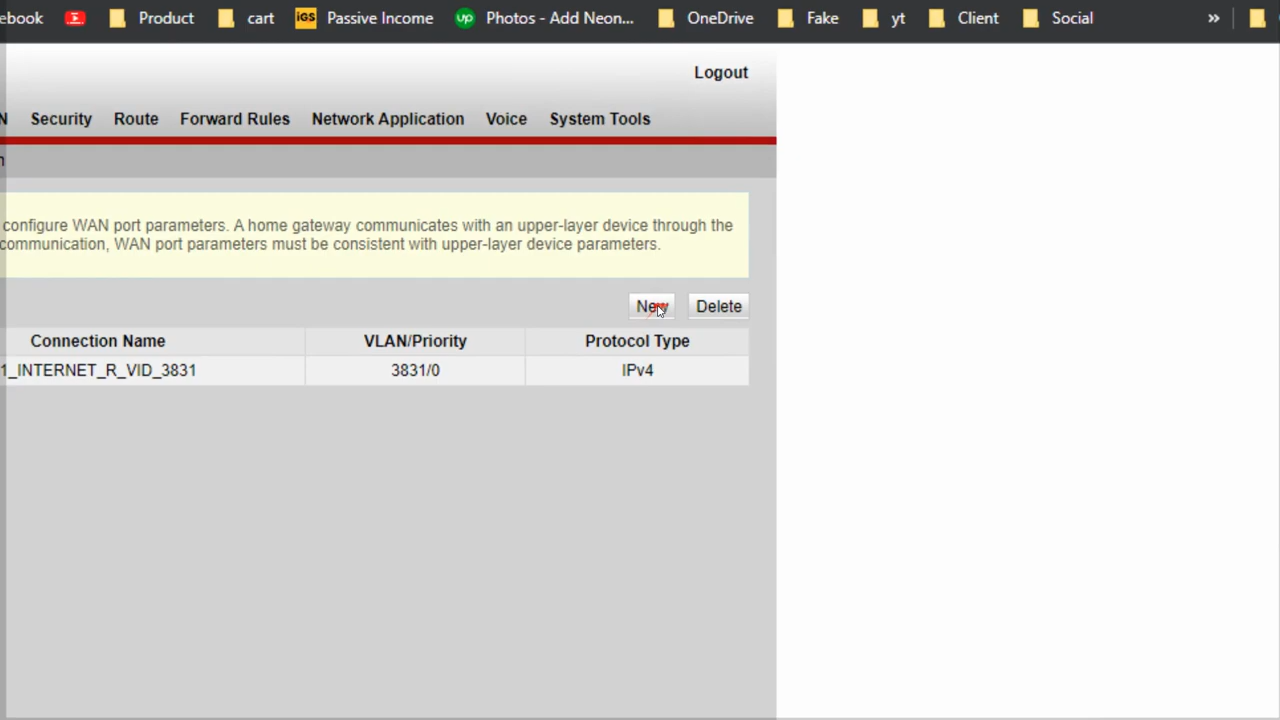 ebook Product cart iGS Passive Income up Photos - Add Neon... OneDrive Fake yt Client Social »
Logout
N Security Route Forward Rules Network Application Voice System Tools
n
configure WAN port parameters. A home gateway communicates with an upper-layer device through the
communication, WAN port parameters must be consistent with upper-layer device parameters.
New Delete
Connection Name VLAN/Priority Protocol Type
1_INTERNET_R_VID_3831 3831/0 IPv4